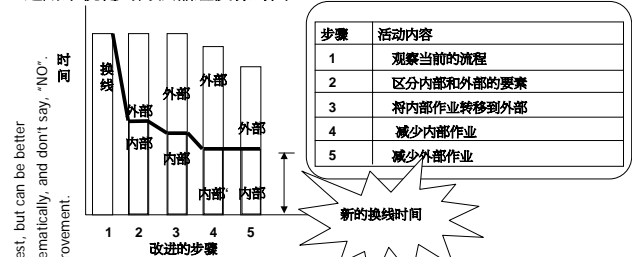 est, but can be better
ematically, and don't say, "NO".
rovement.
时间
换线
外部
内部
外部
内部
外部
内部
外部
内部
1 2 3 4 5
改进的步骤
步骤 活动内容
1 观察当前的流程
2 区分内部和外部的要素
3 将内部作业转移到外部
4 减少内部作业
5 减少外部作业
新的换线时间